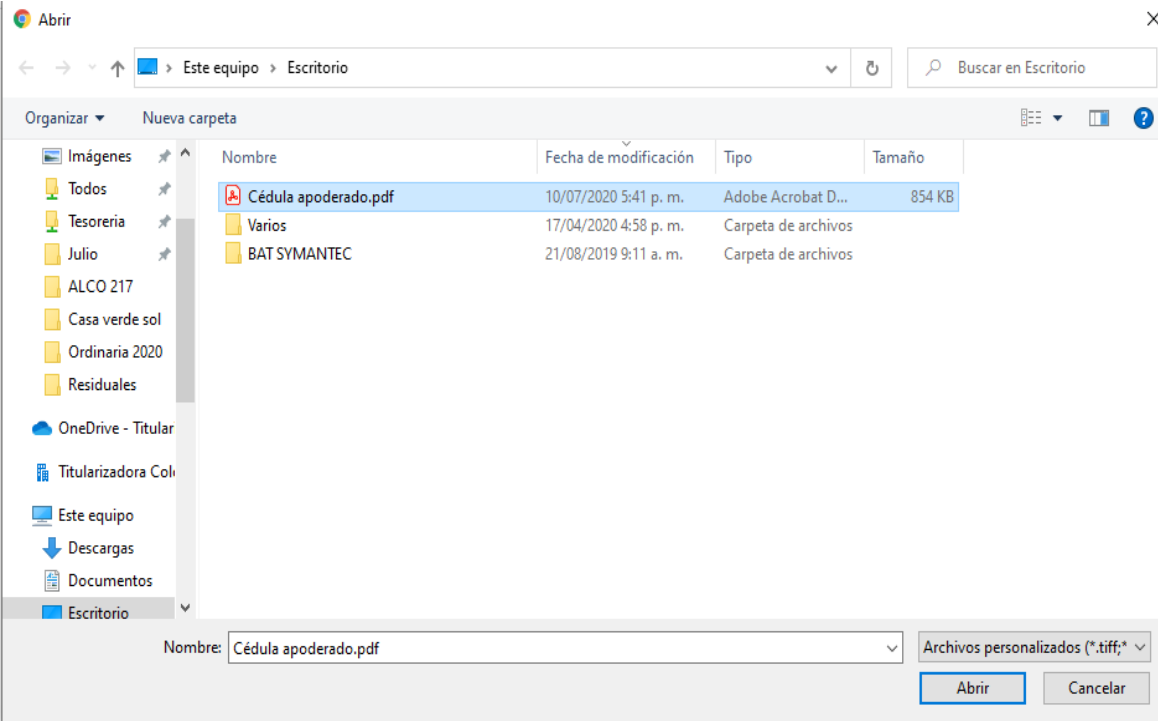 Abrir
Este equipo > Escritorio
Buscar en Escritorio
Organizar
Nueva carpeta
Nombre Fecha de modificación Tipo Tamaño
Cédula apoderado.pdf 10/07/2020 5:41 p. m. Adobe Acrobat D... 854 KB
Varios 17/04/2020 4:58 p. m. Carpeta de archivos
BAT SYMANTEC 21/08/2019 9:11 a. m. Carpeta de archivos
Imágenes
Todos
Tesoreria
Julio
ALCO 217
Casa verde sol
Ordinaria 2020
Residuales
OneDrive - Titular
Titularizadora Col
Este equipo
Descargas
Documentos
Escritorio
Nombre: Cédula apoderado.pdf
Archivos personalizados (*.tiff;*
Abrir
Cancelar